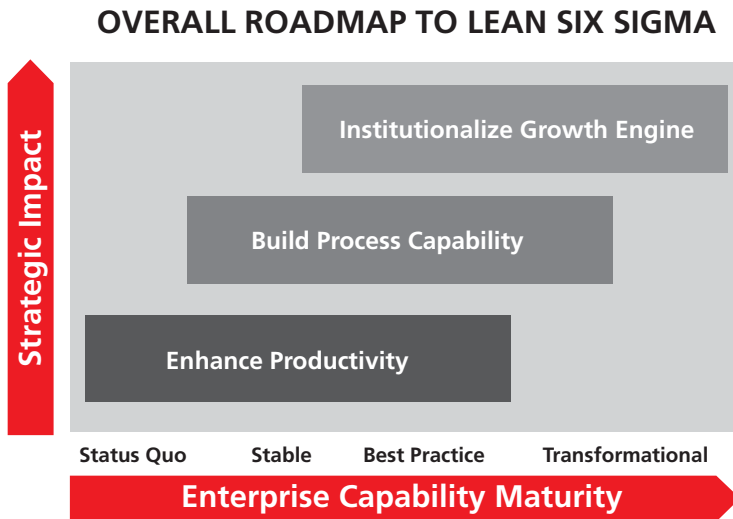 OVERALL ROADMAP TO LEAN SIX SIGMA
Strategic Impact
Institutionalize Growth Engine
Build Process Capability
Enhance Productivity
Status Quo Stable Best Practice Transformational
Enterprise Capability Maturity